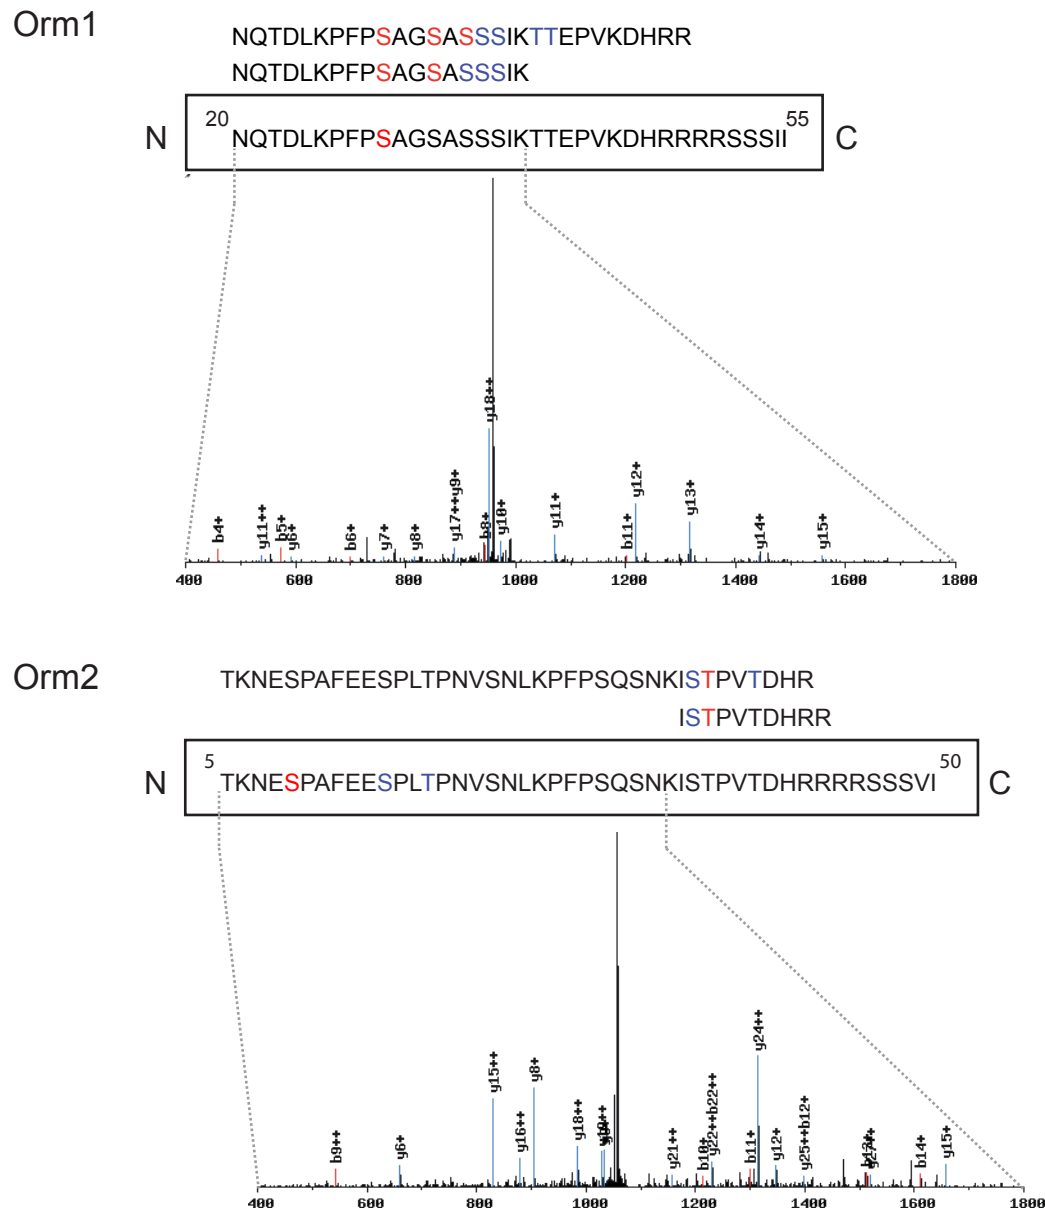 Orm1
NQTDLKPFPSAGSASSSIKTTEPVKDHRR
NQTDLKPFPSAGSASSSIK
N 20 NQTDLKPFPSAGSASSSIKTTEPVKDHRRRRSSSII 55 C
b4+ y11++ b5+ y6+ b6+ y7+ y8+ y17++y9+ b8+ y18++ y10+ y11+ b11+ y12+ y13+ y14+ y15+
400 600 800 1000 1200 1400 1600 1800
Orm2
TKNESPAFEESPLTPNVSNLKPFPSQSNKISTPVTDHR
ISTPVTDHRR
N 5 TKNESPAFEESPLTPNVSNLKPFPSQSNKISTPVTDHRRRRSSSVI 50 C
b9++ y6+ y15++ y16++ y8+ y18++ y21++ b10+ y22++b22++ b11+ y24++ y12+ y25++b12+ b13+ b14+ y15+
400 600 800 1000 1200 1400 1600 1800